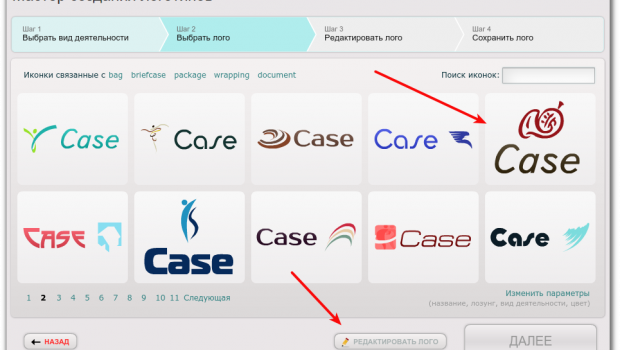 Мастер создания логотипов
Шаг 1
Выбрать вид деятельности
Шаг 2
Выбрать лого
Шаг 3
Редактировать лого
Шаг 4
Сохранить лого
Иконки связанные с bag briefcase package wrapping document
Поиск иконок:
Case Case Case Case Case
Case Case Case Case Case
1 2 3 4 5 6 7 8 9 10 11 Следующая
Изменить параметры
(название, лозунг, вид деятельности, цвет)
НАЗАД
РЕДАКТИРОВАТЬ ЛОГО
ДАЛЕЕ